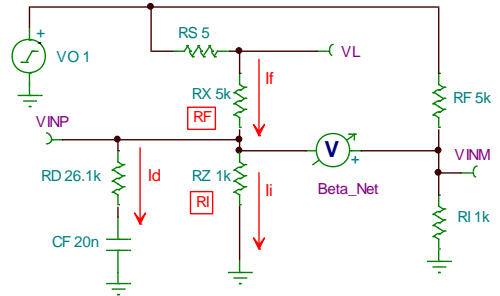 RS 5
VO 1
+
VL
RX 5k
If
RF
RF 5k
VINP
V
+
VINM
RD 26.1k
Id
RZ 1k
Ii
Beta_Net
RI
RI 1k
CF 20n